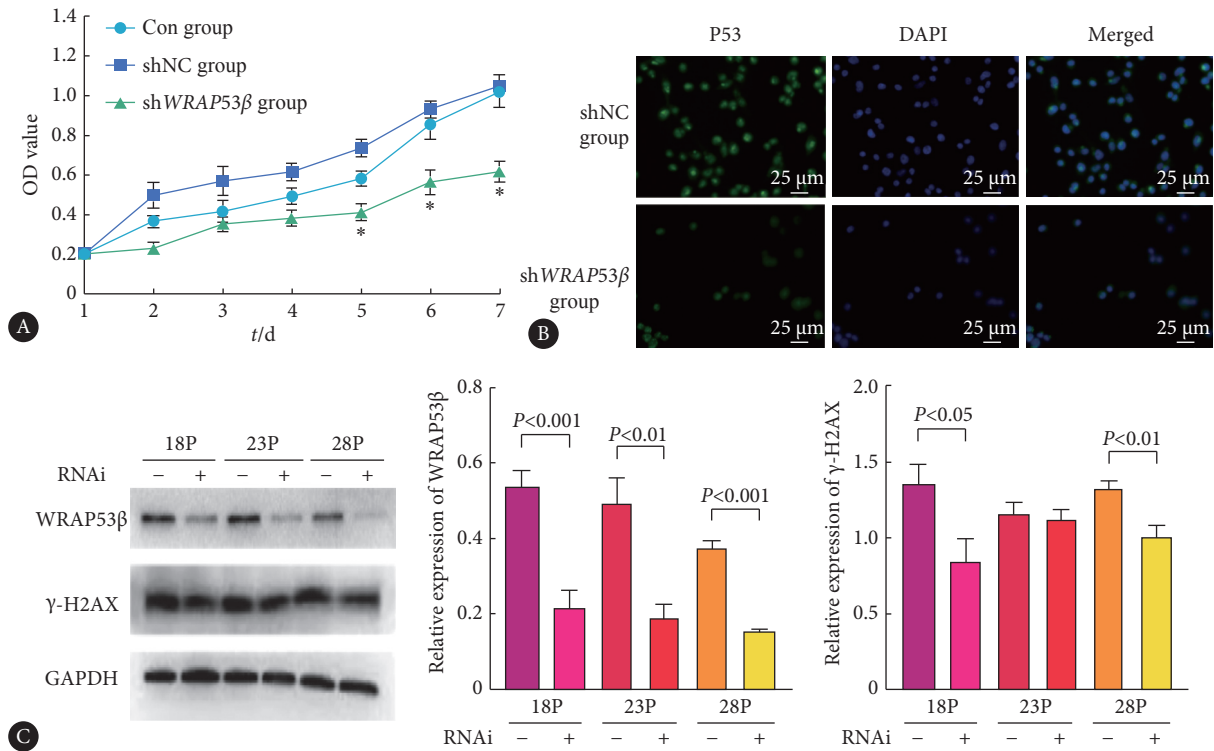 1.4
1.2
1.0
0.8
0.6
0.4
0.2
0
OD value
Con group
shNC group
shWRAP53β group
*
*
*
1 2 3 4 5 6 7
t/d
A
P53 DAPI Merged
shNC
group
25 μm 25 μm 25 μm
shWRAP53β
group
25 μm 25 μm 25 μm
B
18P 23P 28P
RNAi − + − + − +
WRAP53β
γ-H2AX
GAPDH
C
Relative expression of WRAP53β
0.8
0.6
0.4
0.2
0
P<0.001
P<0.01
P<0.001
18P 23P 28P
RNAi − + − + − +
Relative expression of γ-H2AX
2.0
1.5
1.0
0.5
0
P<0.05
P<0.01
18P 23P 28P
RNAi − + − + − +